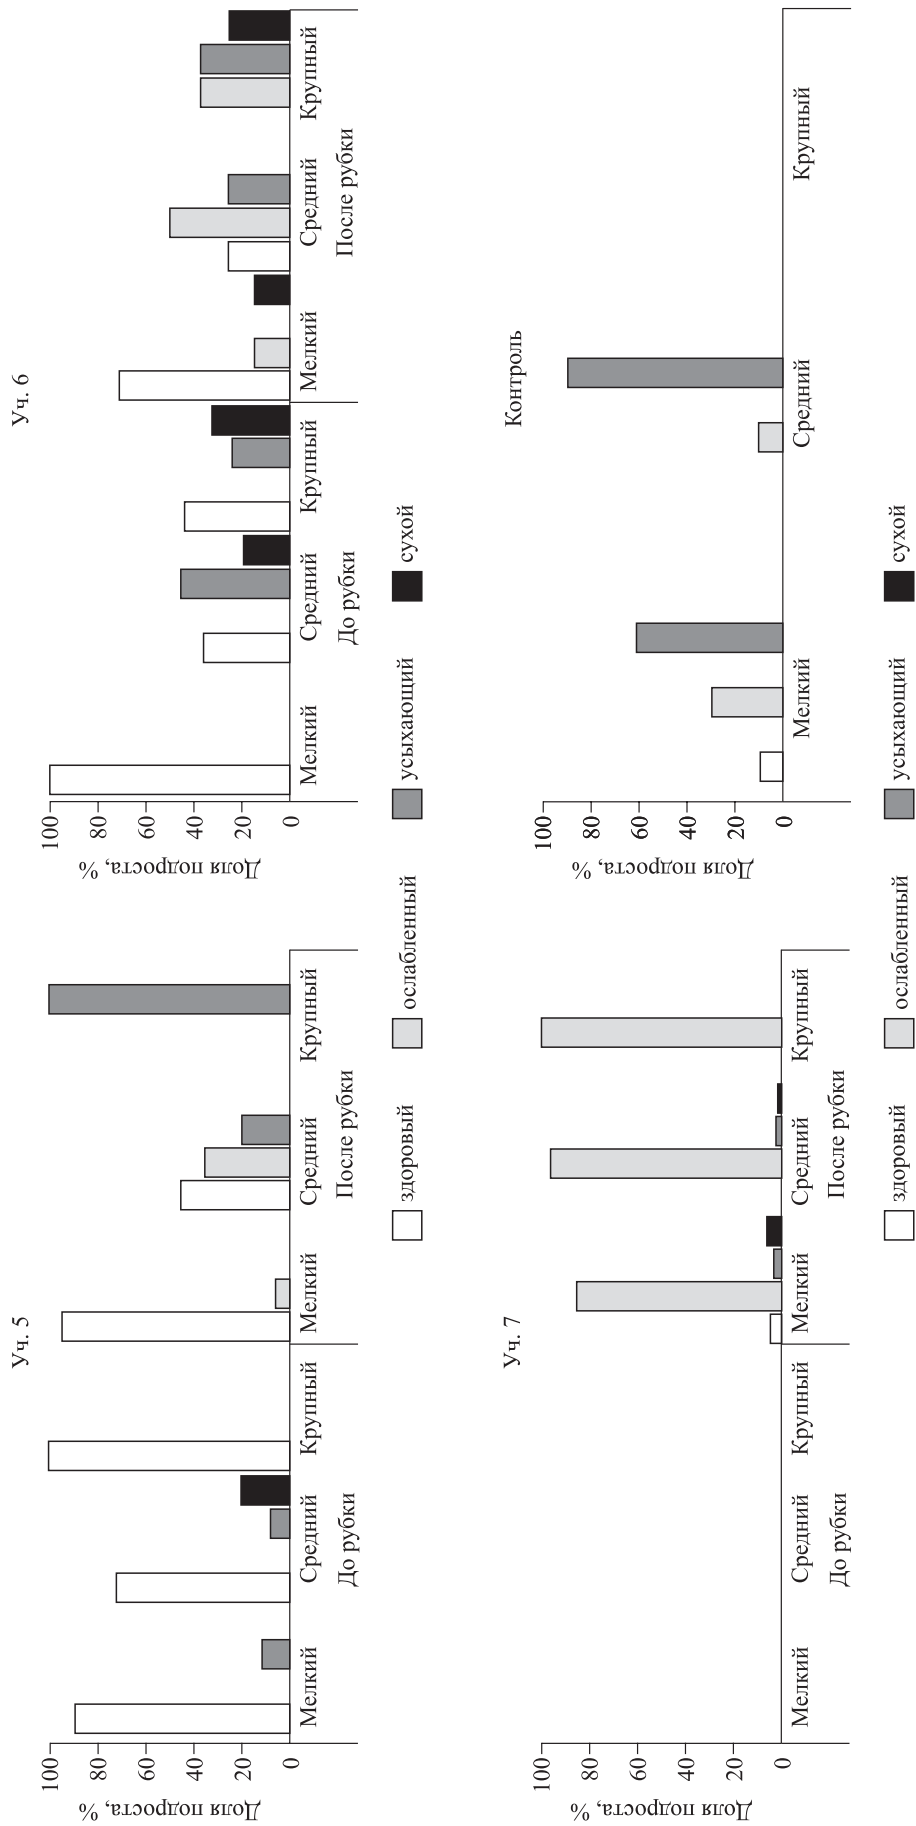 Уч. 5
Доля подроста, %
100
80
60
40
20
0
Мелкий Средний Крупный Мелкий Средний Крупный
До рубки После рубки
Уч. 6
Доля подроста, %
100
80
60
40
20
0
Мелкий Средний Крупный Мелкий Средний Крупный
До рубки После рубки
здоровый ослабленный усыхающий сухой
Уч. 7
Доля подроста, %
100
80
60
40
20
0
Мелкий Средний Крупный Мелкий Средний Крупный
До рубки После рубки
Контроль
Доля подроста, %
100
80
60
40
20
0
Мелкий Средний Крупный
здоровый ослабленный усыхающий сухой